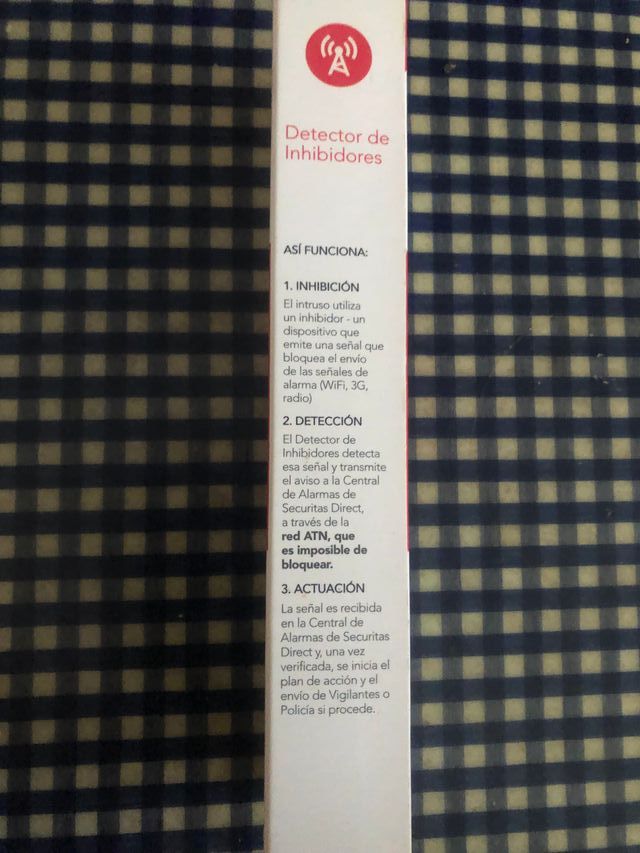 Detector de
Inhibidores
ASÍ FUNCIONA:
1. INHIBICIÓN
El intruso utiliza
un inhibidor - un
dispositivo que
emite una señal que
bloquea el envío
de las señales de
alarma (WiFi, 3G,
radio)
2. DETECCIÓN
El Detector de
Inhibidores detecta
esa señal y transmite
el aviso a la Central
de Alarmas de
Securitas Direct,
a través de la
red ATN, que
es imposible de
bloquear.
3. ACTUACIÓN
La señal es recibida
en la Central de
Alarmas de Securitas
Direct y, una vez
verificada, se inicia el
plan de acción y el
envío de Vigilantes o
Policía si procede.